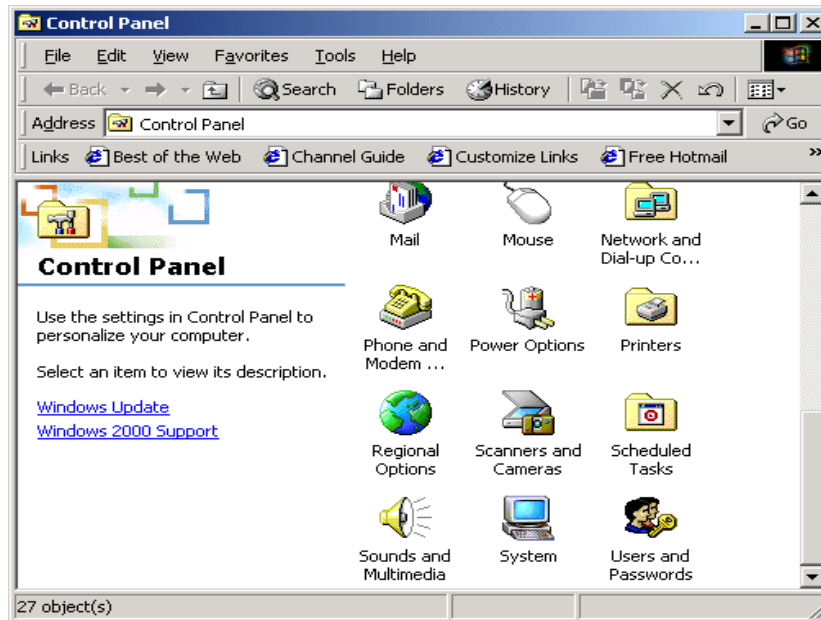 Control Panel
File Edit View Favorites Tools Help
Back Search Folders History
Address Control Panel Go
Links Best of the Web Channel Guide Customize Links Free Hotmail »
Control Panel
Use the settings in Control Panel to
personalize your computer.
Select an item to view its description.
Windows Update
Windows 2000 Support
Mail Mouse Network and
Dial-up Co...
Phone and Power Options Printers
Modem ...
Regional Scanners and Scheduled
Options Cameras Tasks
Sounds and System Users and
Multimedia Passwords
27 object(s)